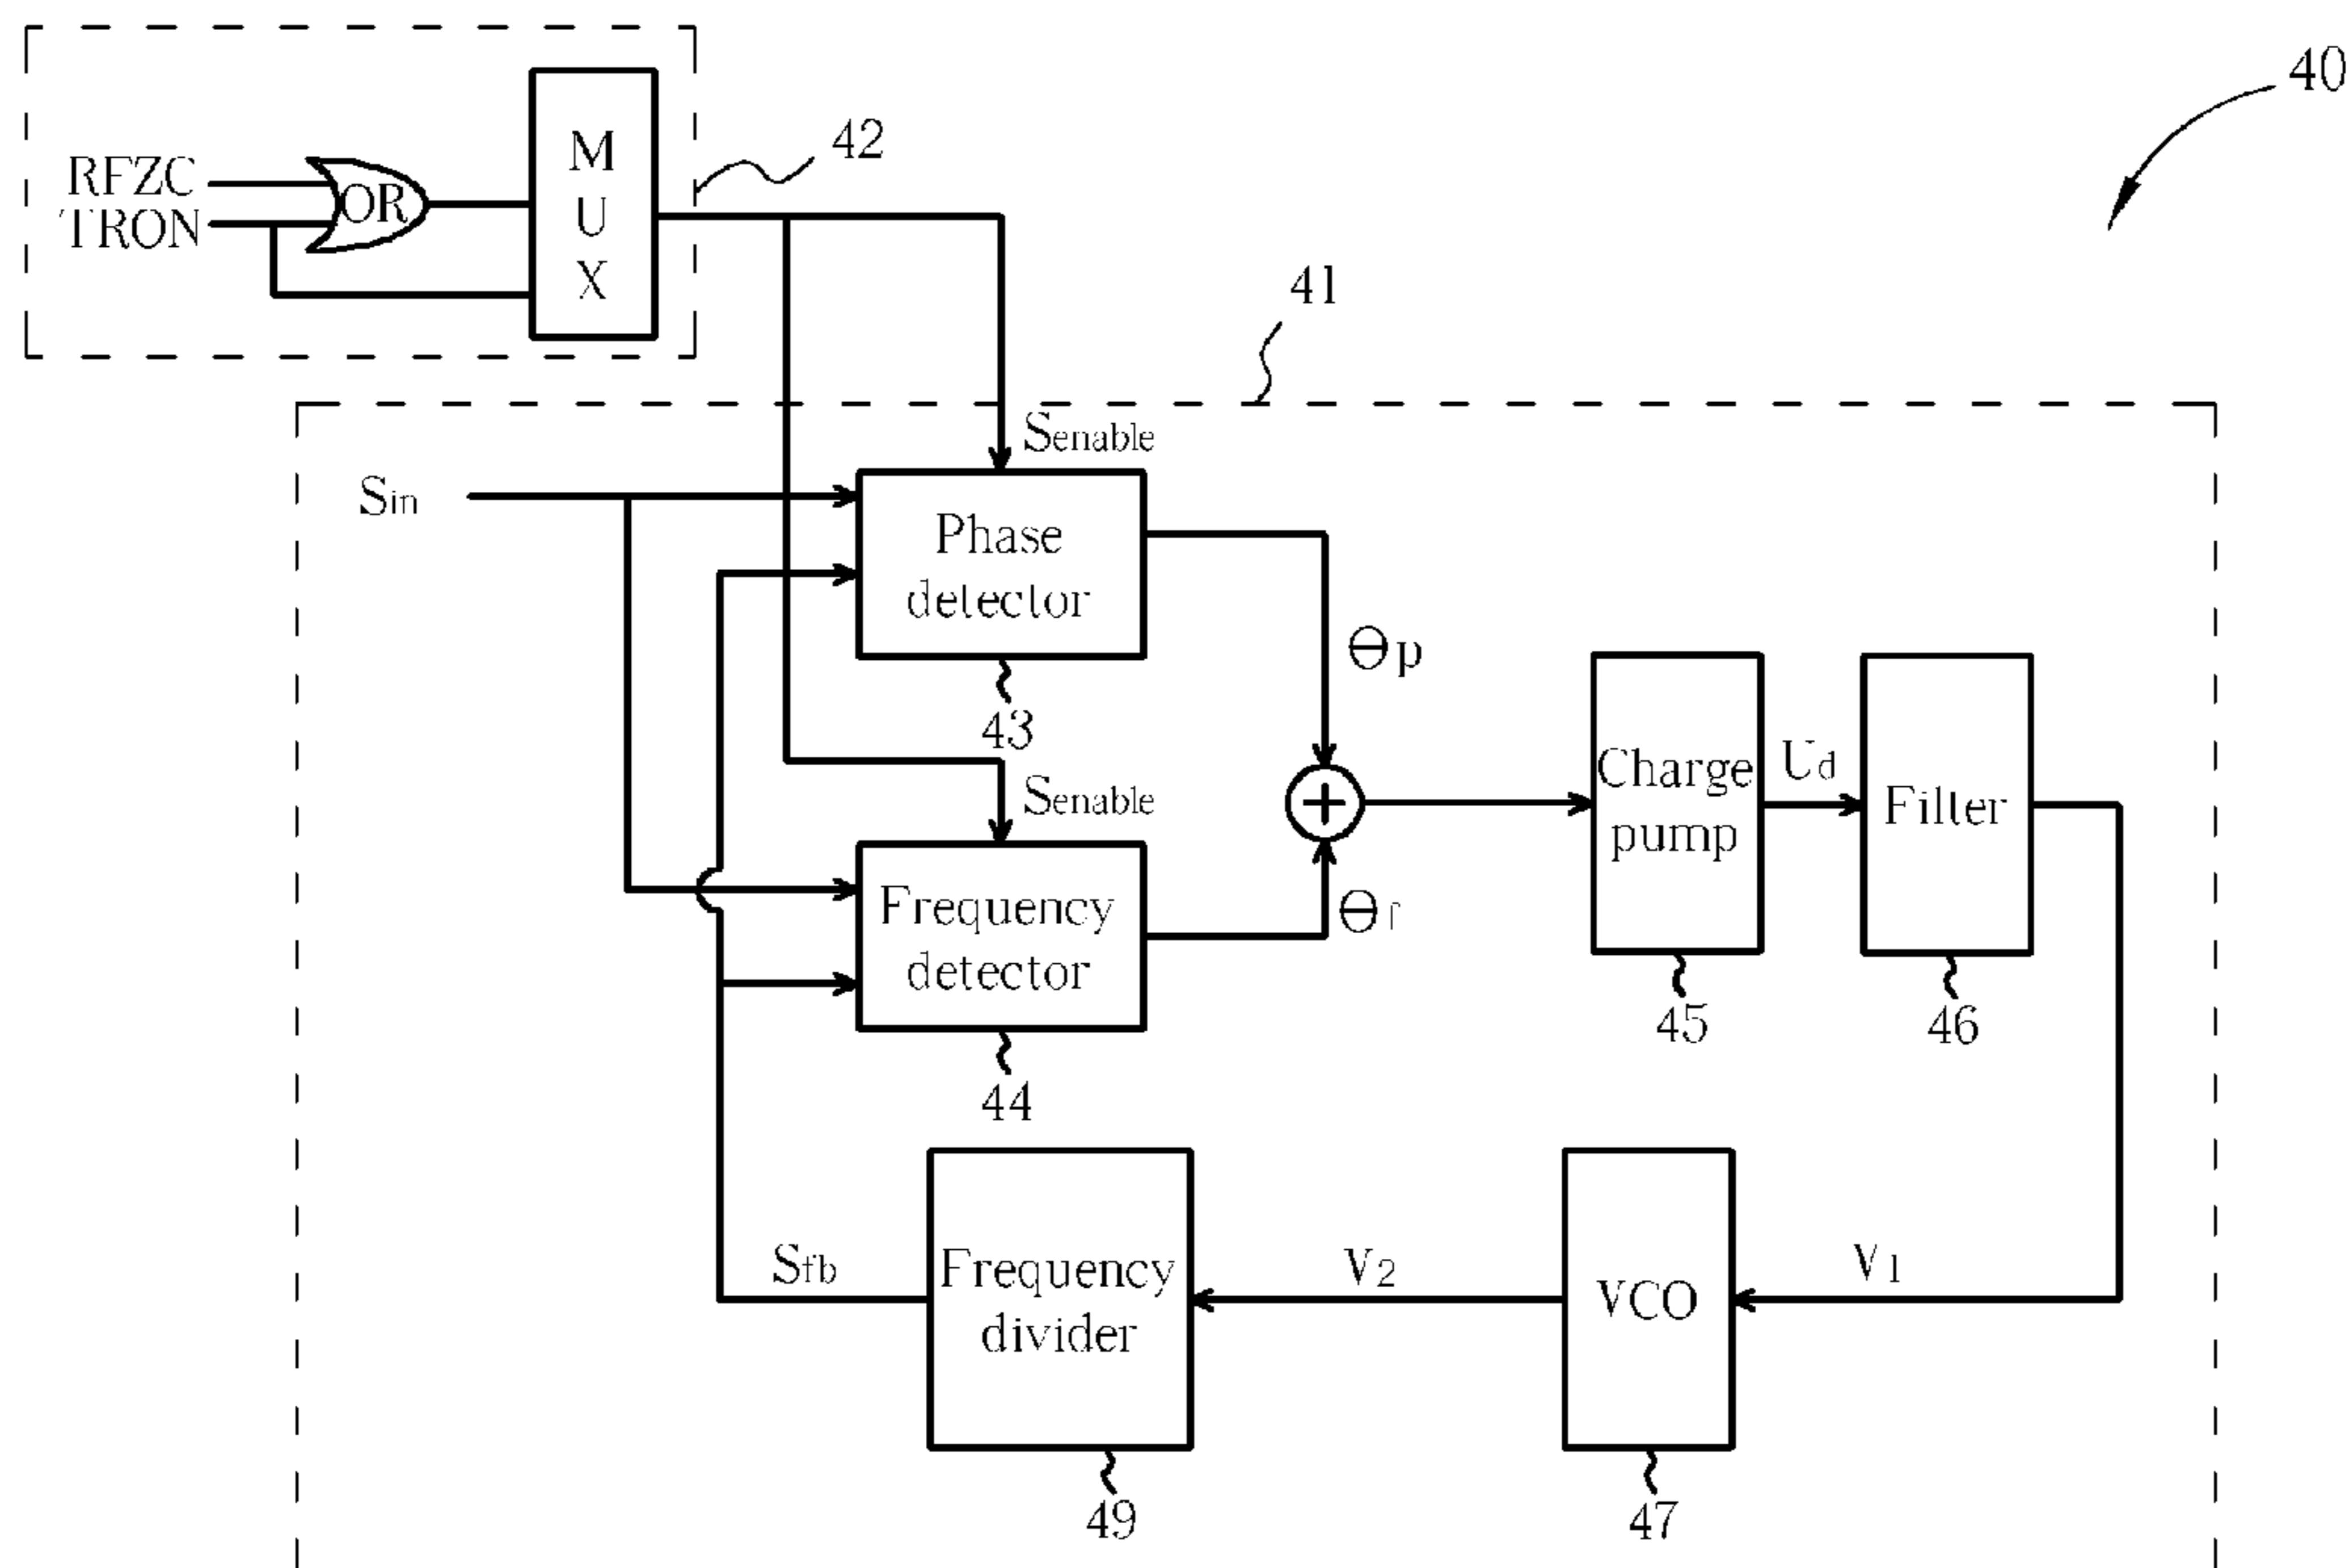 40
RFZC
TRON
OR
M
U
X
42
41
Senable
Sin
Phase
detector
43
Θp
Senable
Charge
pump
45
Ud
Filter
46
Frequency
detector
44
Θf
Sfb
Frequency
divider
49
V2
VCO
47
V1